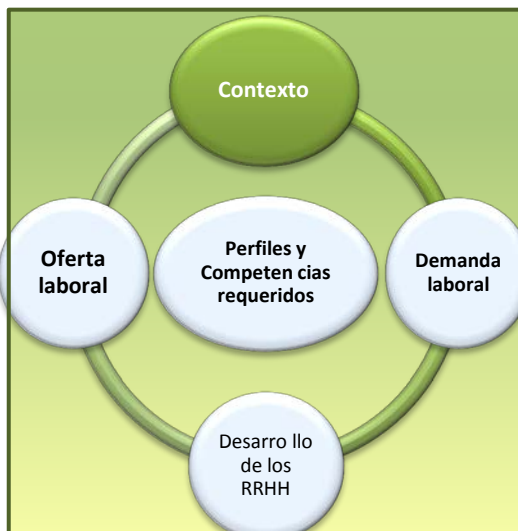 Contexto
Oferta
laboral
Perfiles y
Competen cias
requeridos
Demanda
laboral
Desarro llo
de los
RRHH